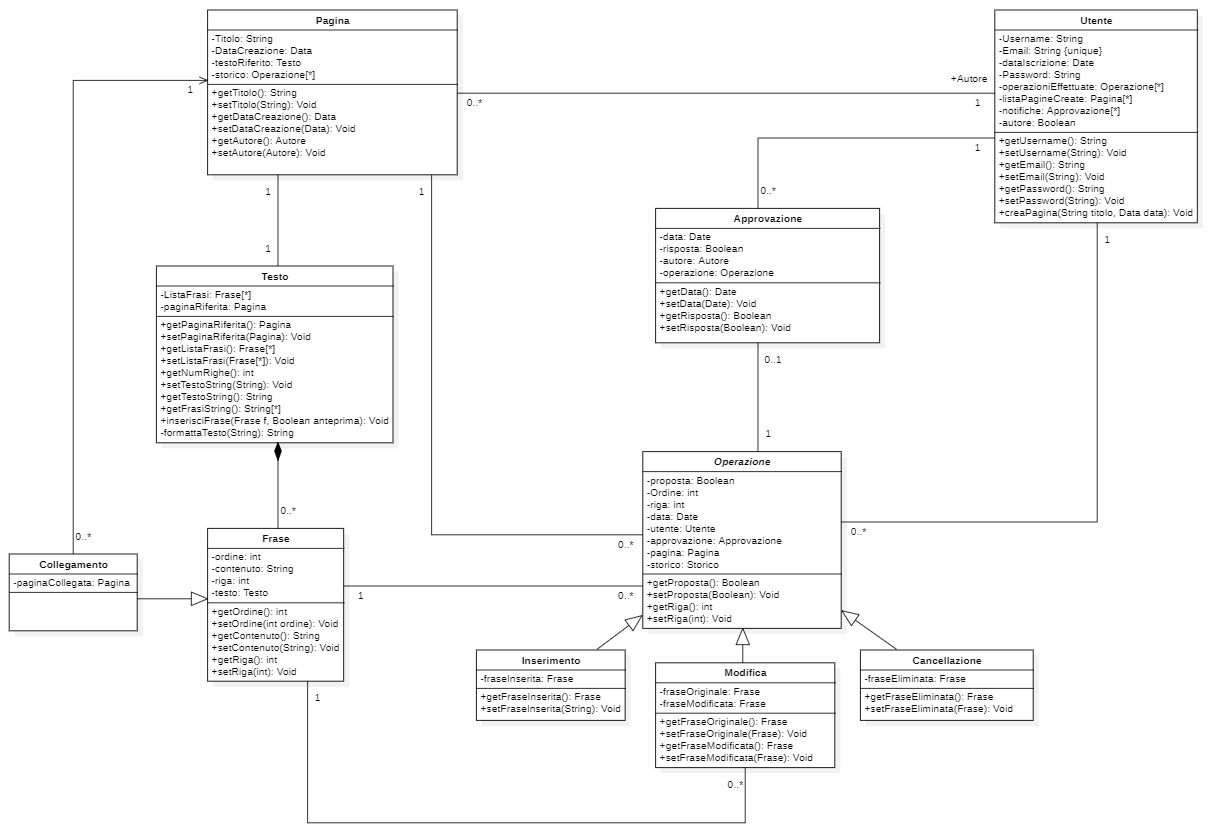 Pagina
-Titolo: String
-DataCreazione: Data
-testoRiferito: Testo
-storico: Operazione[*]
+getTitolo(): String
+setTitolo(String): Void
+getDataCreazione(): Data
+setDataCreazione(Data): Void
+getAutore(): Autore
+setAutore(Autore): Void
1
0..*
+Autore
1
Utente
-Username: String
-Email: String {unique}
-dataIscrizione: Date
-Password: String
-operazioniEffettuate: Operazione[*]
-listaPagineCreate: Pagina[*]
-notifiche: Approvazione[*]
-autore: Boolean
+getUsername(): String
+setUsername(String): Void
+getEmail(): String
+setEmail(String): Void
+getPassword(): String
+setPassword(String): Void
+creaPagina(String titolo, Data data): Void
1
0..*
1
1
1
1
Approvazione
-data: Date
-risposta: Boolean
-autore: Autore
-operazione: Operazione
+getData(): Date
+setData(Date): Void
+getRisposta(): Boolean
+setRisposta(Boolean): Void
0..1
1
Testo
-ListaFrasi: Frase[*]
-paginaRiferita: Pagina
+getPaginaRiferita(): Pagina
+setPaginaRiferita(Pagina): Void
+getListaFrasi(): Frase[*]
+setListaFrasi(Frase[*]): Void
+getNumRighe(): int
+setTestoString(String): Void
+getTestoString(): String
+getFrasiString(): String[*]
+inserisciFrase(Frase f, Boolean anteprima): Void
-formattaTesto(String): String
0..*
Operazione
-proposta: Boolean
-Ordine: int
-riga: int
-data: Date
-utente: Utente
-approvazione: Approvazione
-pagina: Pagina
-storico: Storico
+getProposta(): Boolean
+setProposta(Boolean): Void
+getRiga(): int
+setRiga(int): Void
0..*
0..*
0..*
0..*
1
Collegamento
-paginaCollegata: Pagina
Frase
-ordine: int
-contenuto: String
-riga: int
-testo: Testo
+getOrdine(): int
+setOrdine(int ordine): Void
+getContenuto(): String
+setContenuto(String): Void
+getRiga(): int
+setRiga(int): Void
1
Inserimento
-fraseInserita: Frase
+getFraseInserita(): Frase
+setFraseInserita(String): Void
Modifica
-fraseOriginale: Frase
-fraseModificata: Frase
+getFraseOriginale(): Frase
+setFraseOriginale(Frase): Void
+getFraseModificata(): Frase
+setFraseModificata(Frase): Void
0..*
Cancellazione
-fraseEliminata: Frase
+getFraseEliminata(): Frase
+setFraseEliminata(Frase): Void